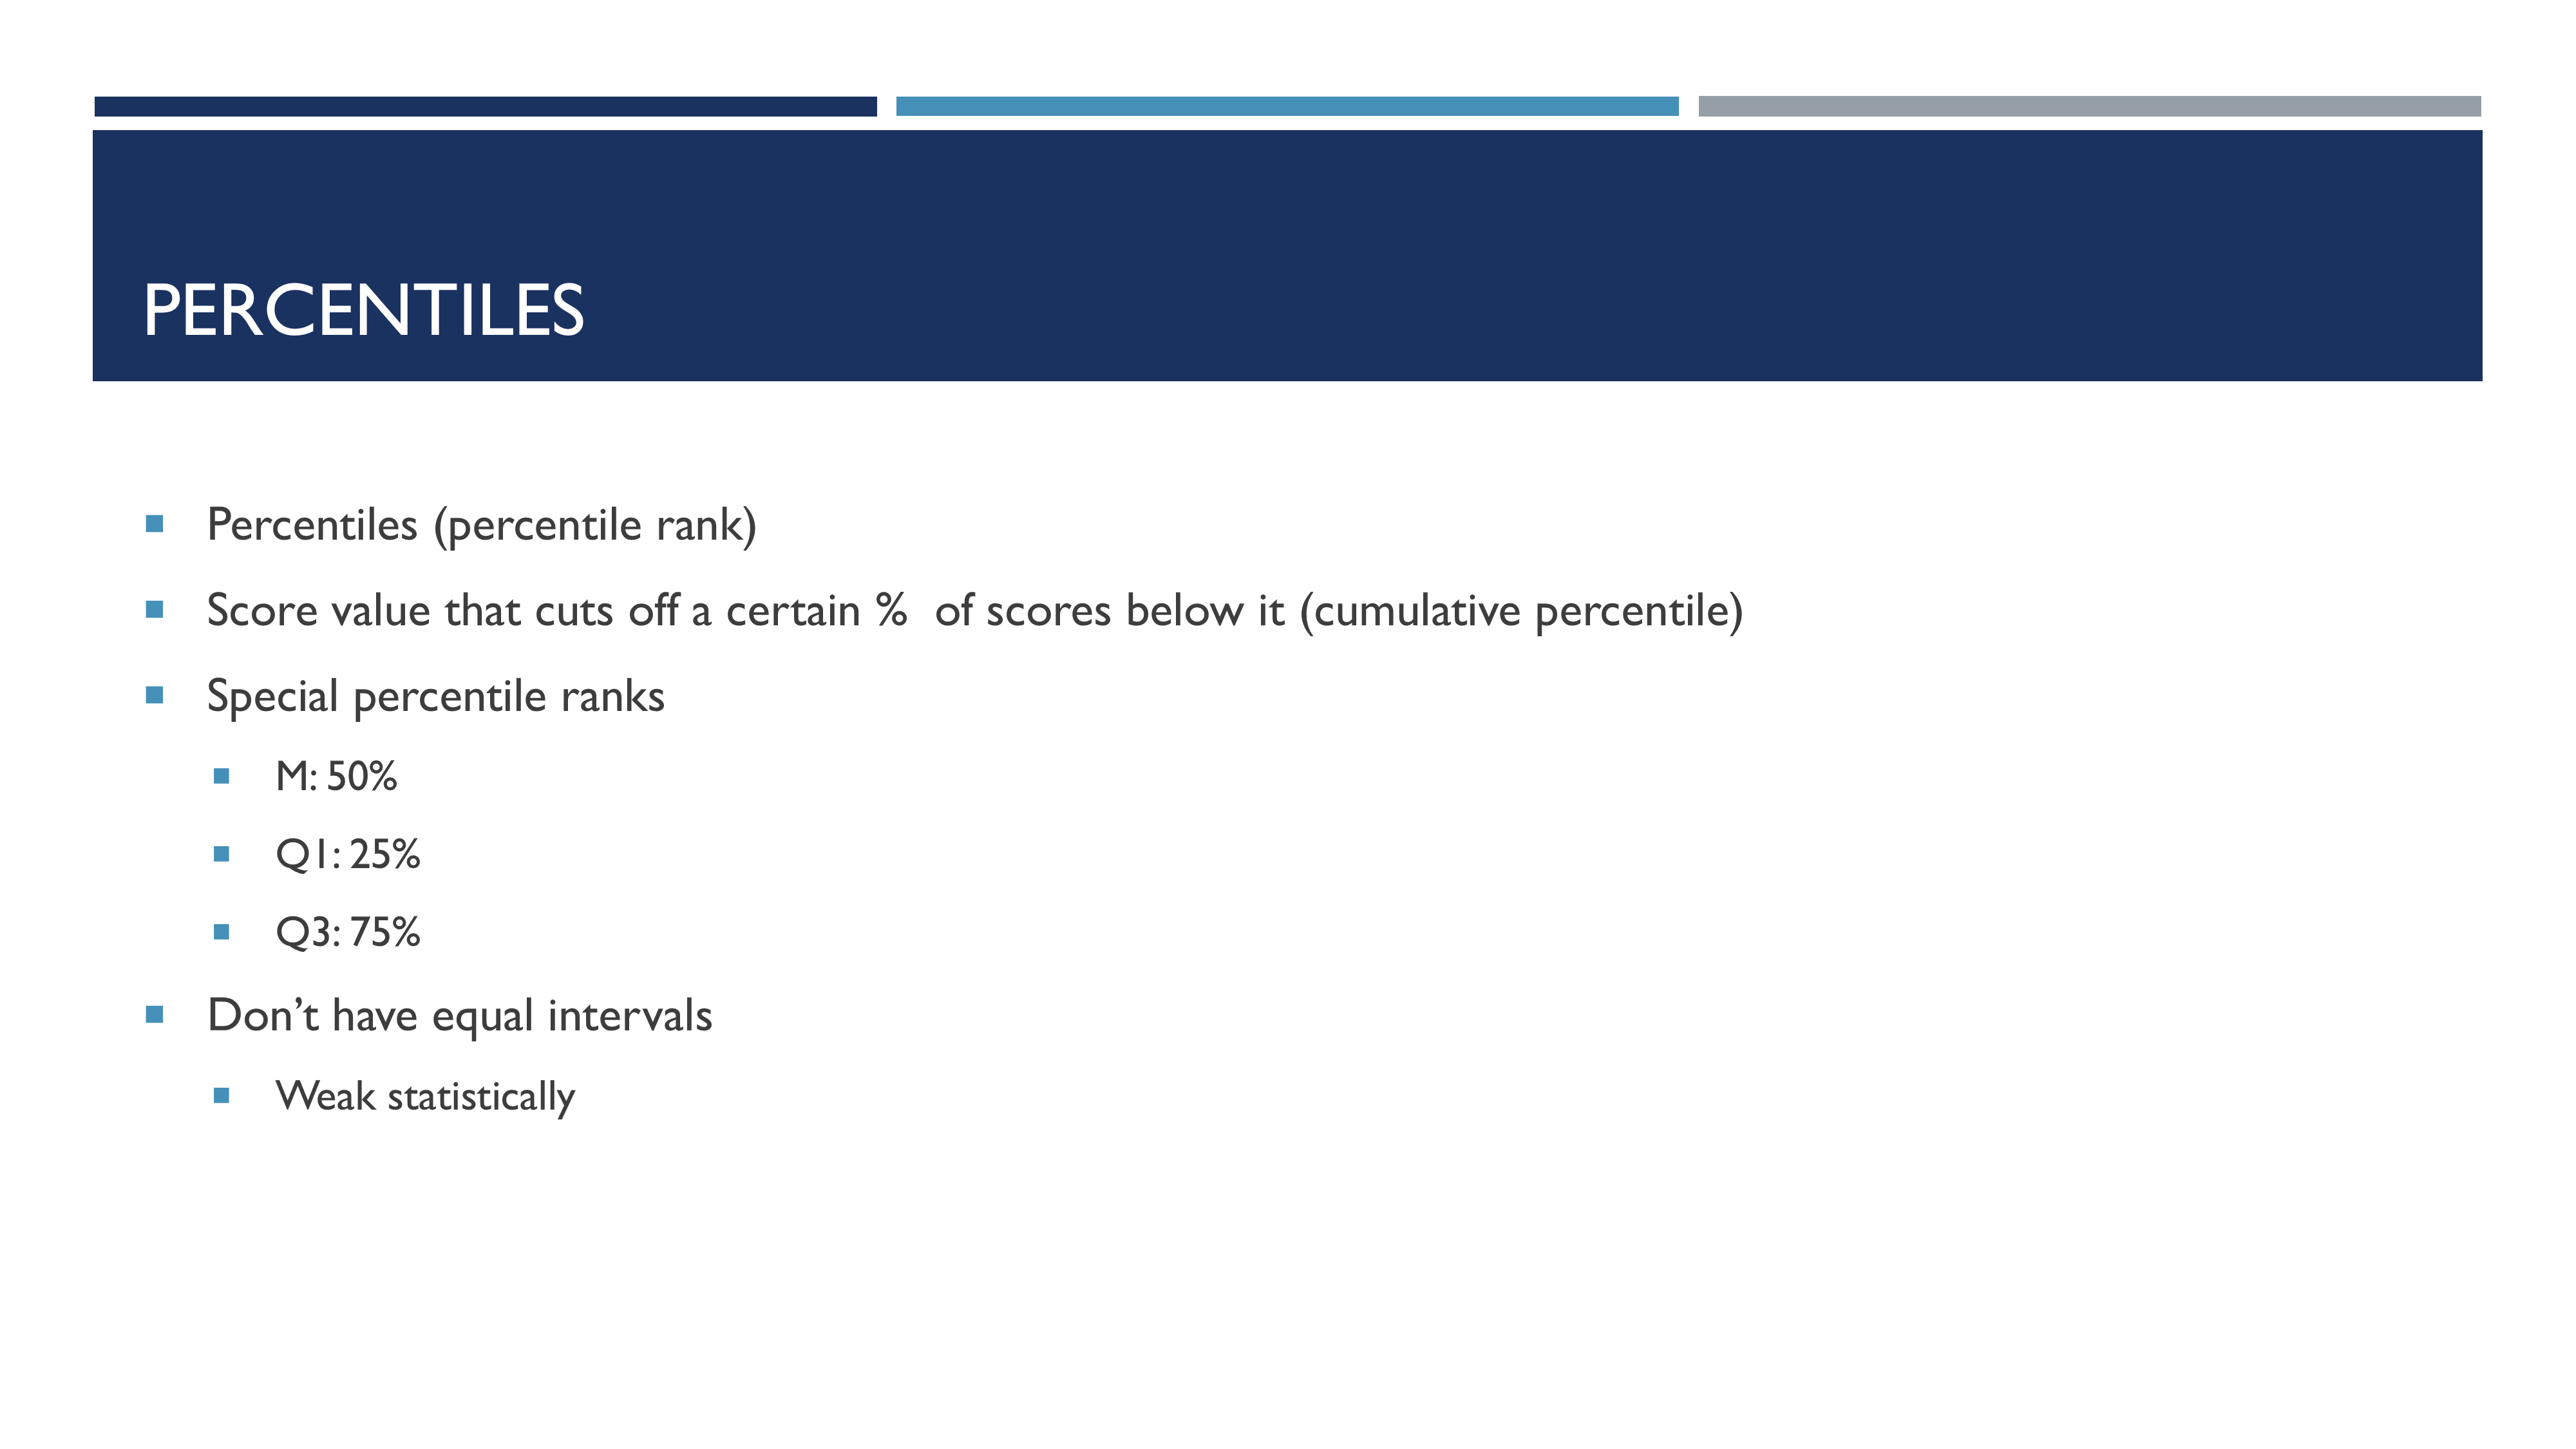 PERCENTILES
Percentiles (percentile rank)
Score value that cuts off a certain %  of scores below it (cumulative percentile)
Special percentile ranks
M: 50%
Q1: 25%
Q3: 75%
Don’t have equal intervals
Weak statistically